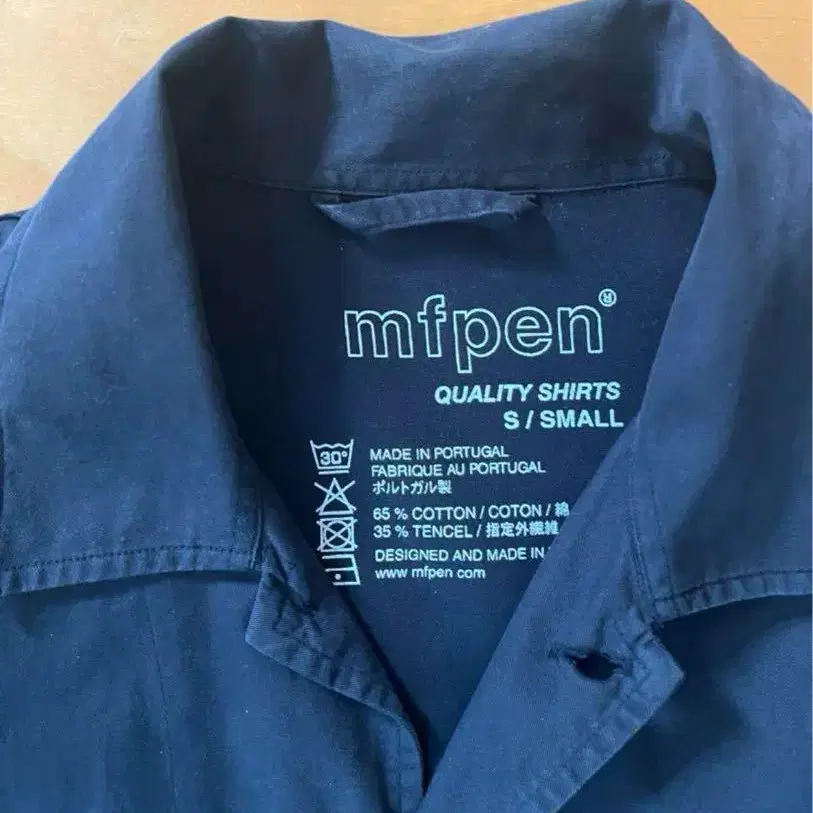 mfpen®
QUALITY SHIRTS
S / SMALL
30°
MADE IN PORTUGAL
FABRIQUE AU PORTUGAL
ポルトガル製
65 % COTTON / COTON / 綿
35 % TENCEL / 指定外繊維
DESIGNED AND MADE IN
www mfpen com